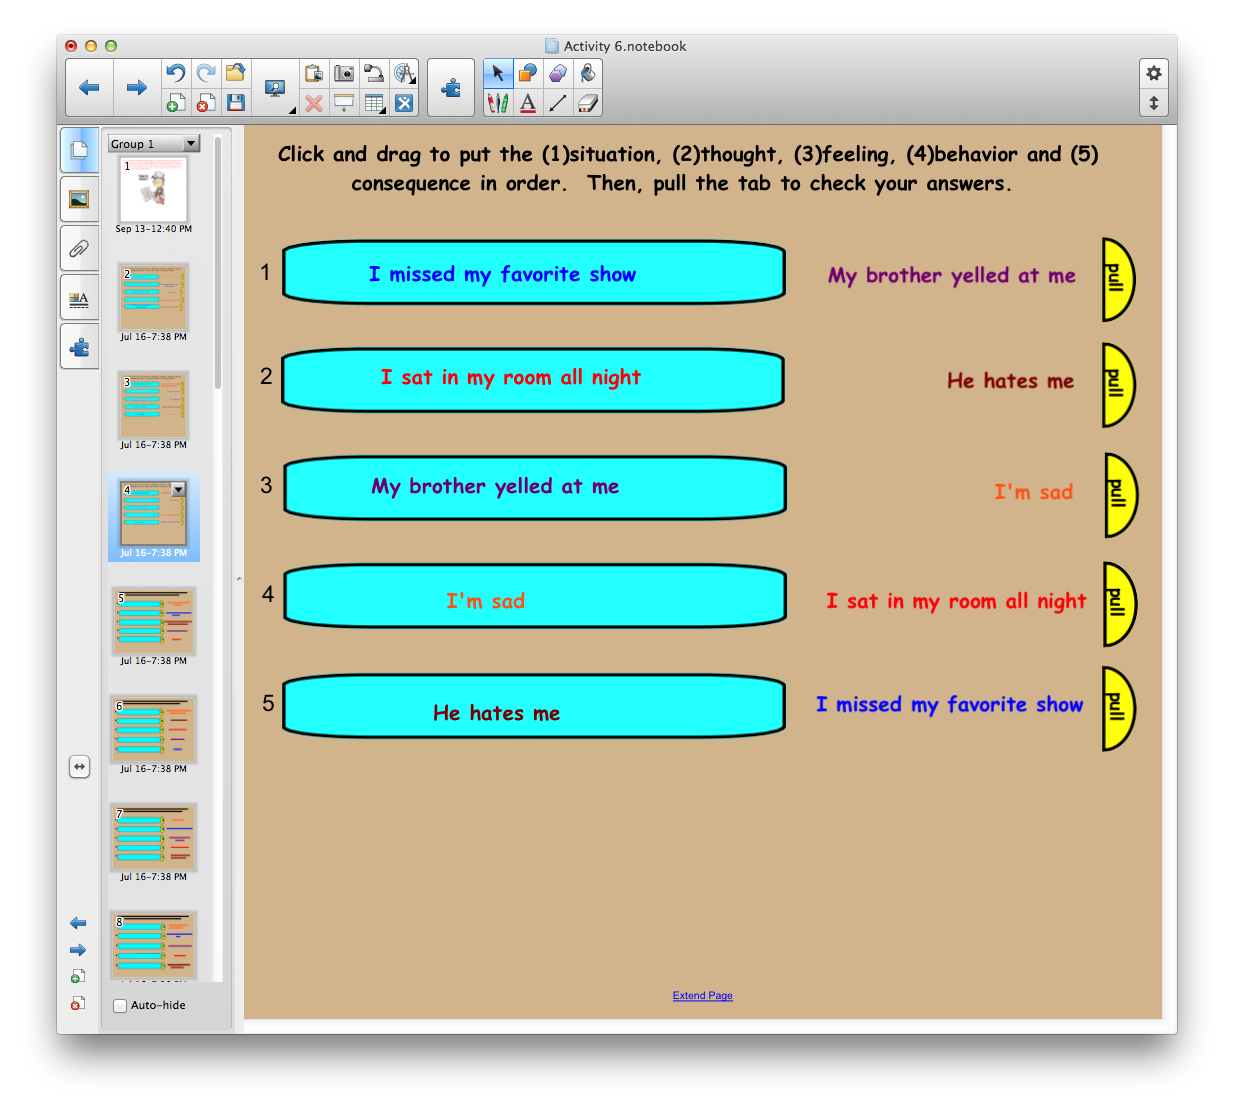 Activity 6.notebook
Group 1
1
Sep 13-12:40 PM
2
Jul 16-7:38 PM
3
Jul 16-7:38 PM
4
Jul 16-7:38 PM
5
Jul 16-7:38 PM
6
Jul 16-7:38 PM
7
Jul 16-7:38 PM
8
Auto-hide
Click and drag to put the (1)situation, (2)thought, (3)feeling, (4)behavior and (5)
consequence in order. Then, pull the tab to check your answers.
1 I missed my favorite show My brother yelled at me pull
2 I sat in my room all night He hates me pull
3 My brother yelled at me I'm sad pull
4 I'm sad I sat in my room all night pull
5 He hates me I missed my favorite show pull
Extend Page